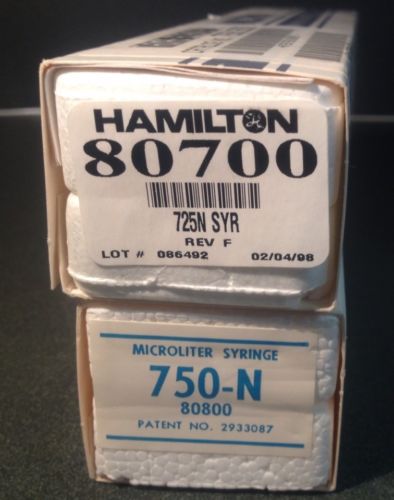 HAMILTON
80700
725N SYR
REV F
LOT # 086492 02/04/98
MICROLITER SYRINGE
750-N
80800
PATENT NO. 2933087